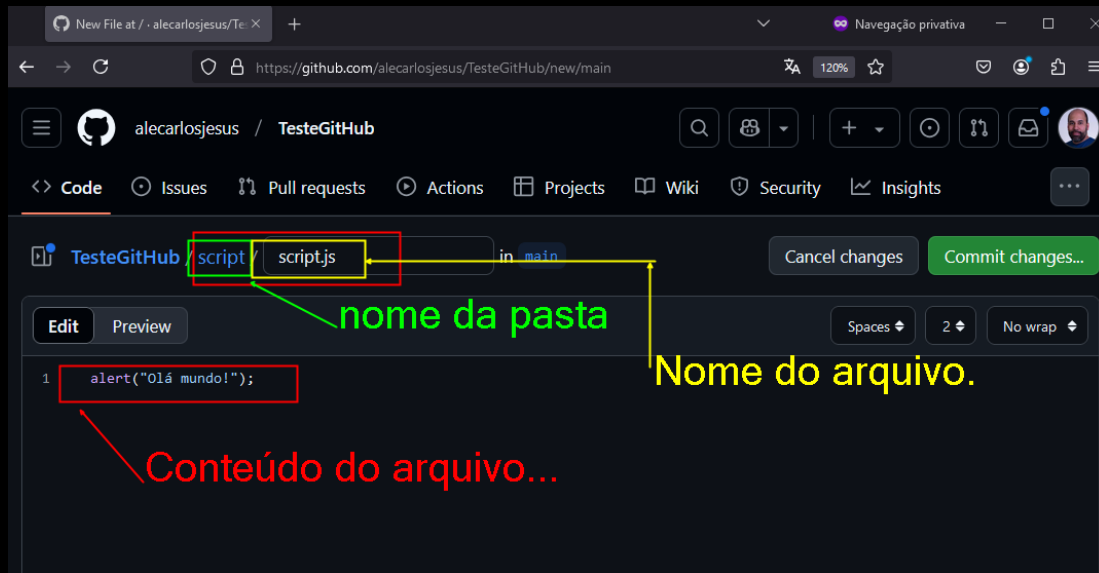 New File at / · alecarlosjesus/Te
Navegação privativa
https://github.com/alecarlosjesus/TesteGitHub/new/main
120%
alecarlosjesus / TesteGitHub
Code Issues Pull requests Actions Projects Wiki Security Insights
TesteGitHub / script / script.js in main
Cancel changes Commit changes...
nome da pasta
Edit Preview
Spaces 2 No wrap
Nome do arquivo.
1 alert("Olá mundo!");
Conteúdo do arquivo...